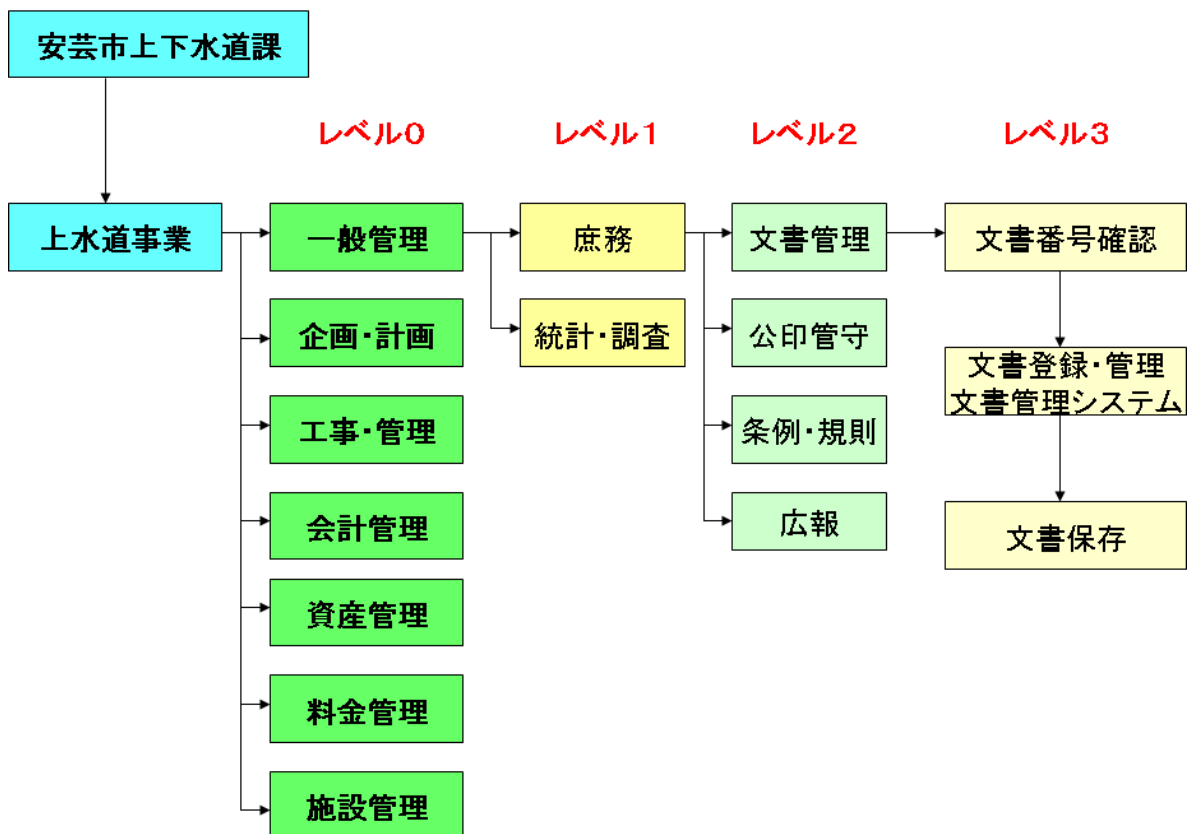 安芸市上下水道課
レベル0
レベル1
レベル2
レベル3
上水道事業
一般管理
庶務
文書管理
文書番号確認
企画・計画
統計・調査
公印管守
文書登録・管理
文書管理システム
工事・管理
条例・規則
会計管理
広報
文書保存
資産管理
料金管理
施設管理